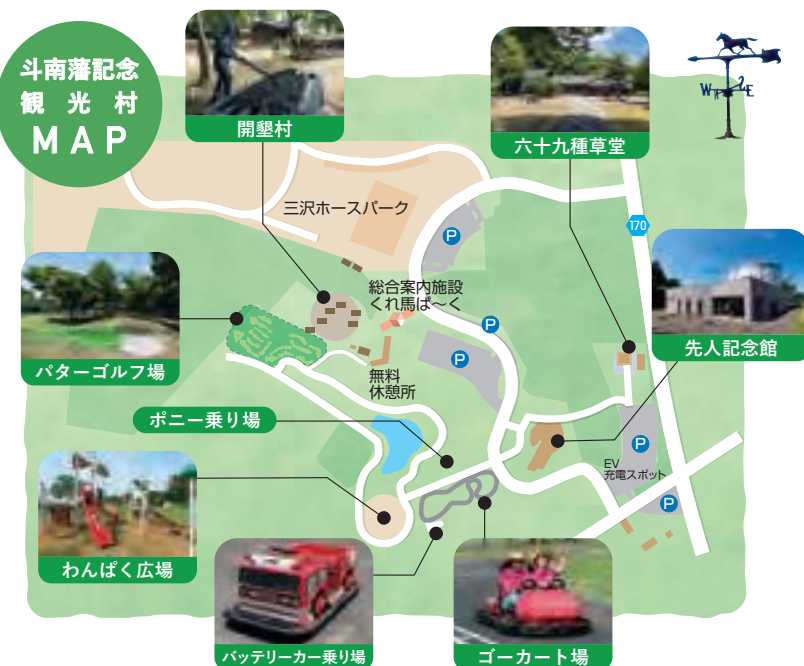 斗南藩記念
観光村
MAP
開墾村
六十九種草堂
W
E
三沢ホースパーク
170
P
総合案内施設
くれ馬ぱ〜く
P
先人記念館
パターゴルフ場
P
無料
休憩所
ポニー乗り場
P
EV
充電スポット
P
わんぱく広場
バッテリーカー乗り場
ゴーカート場